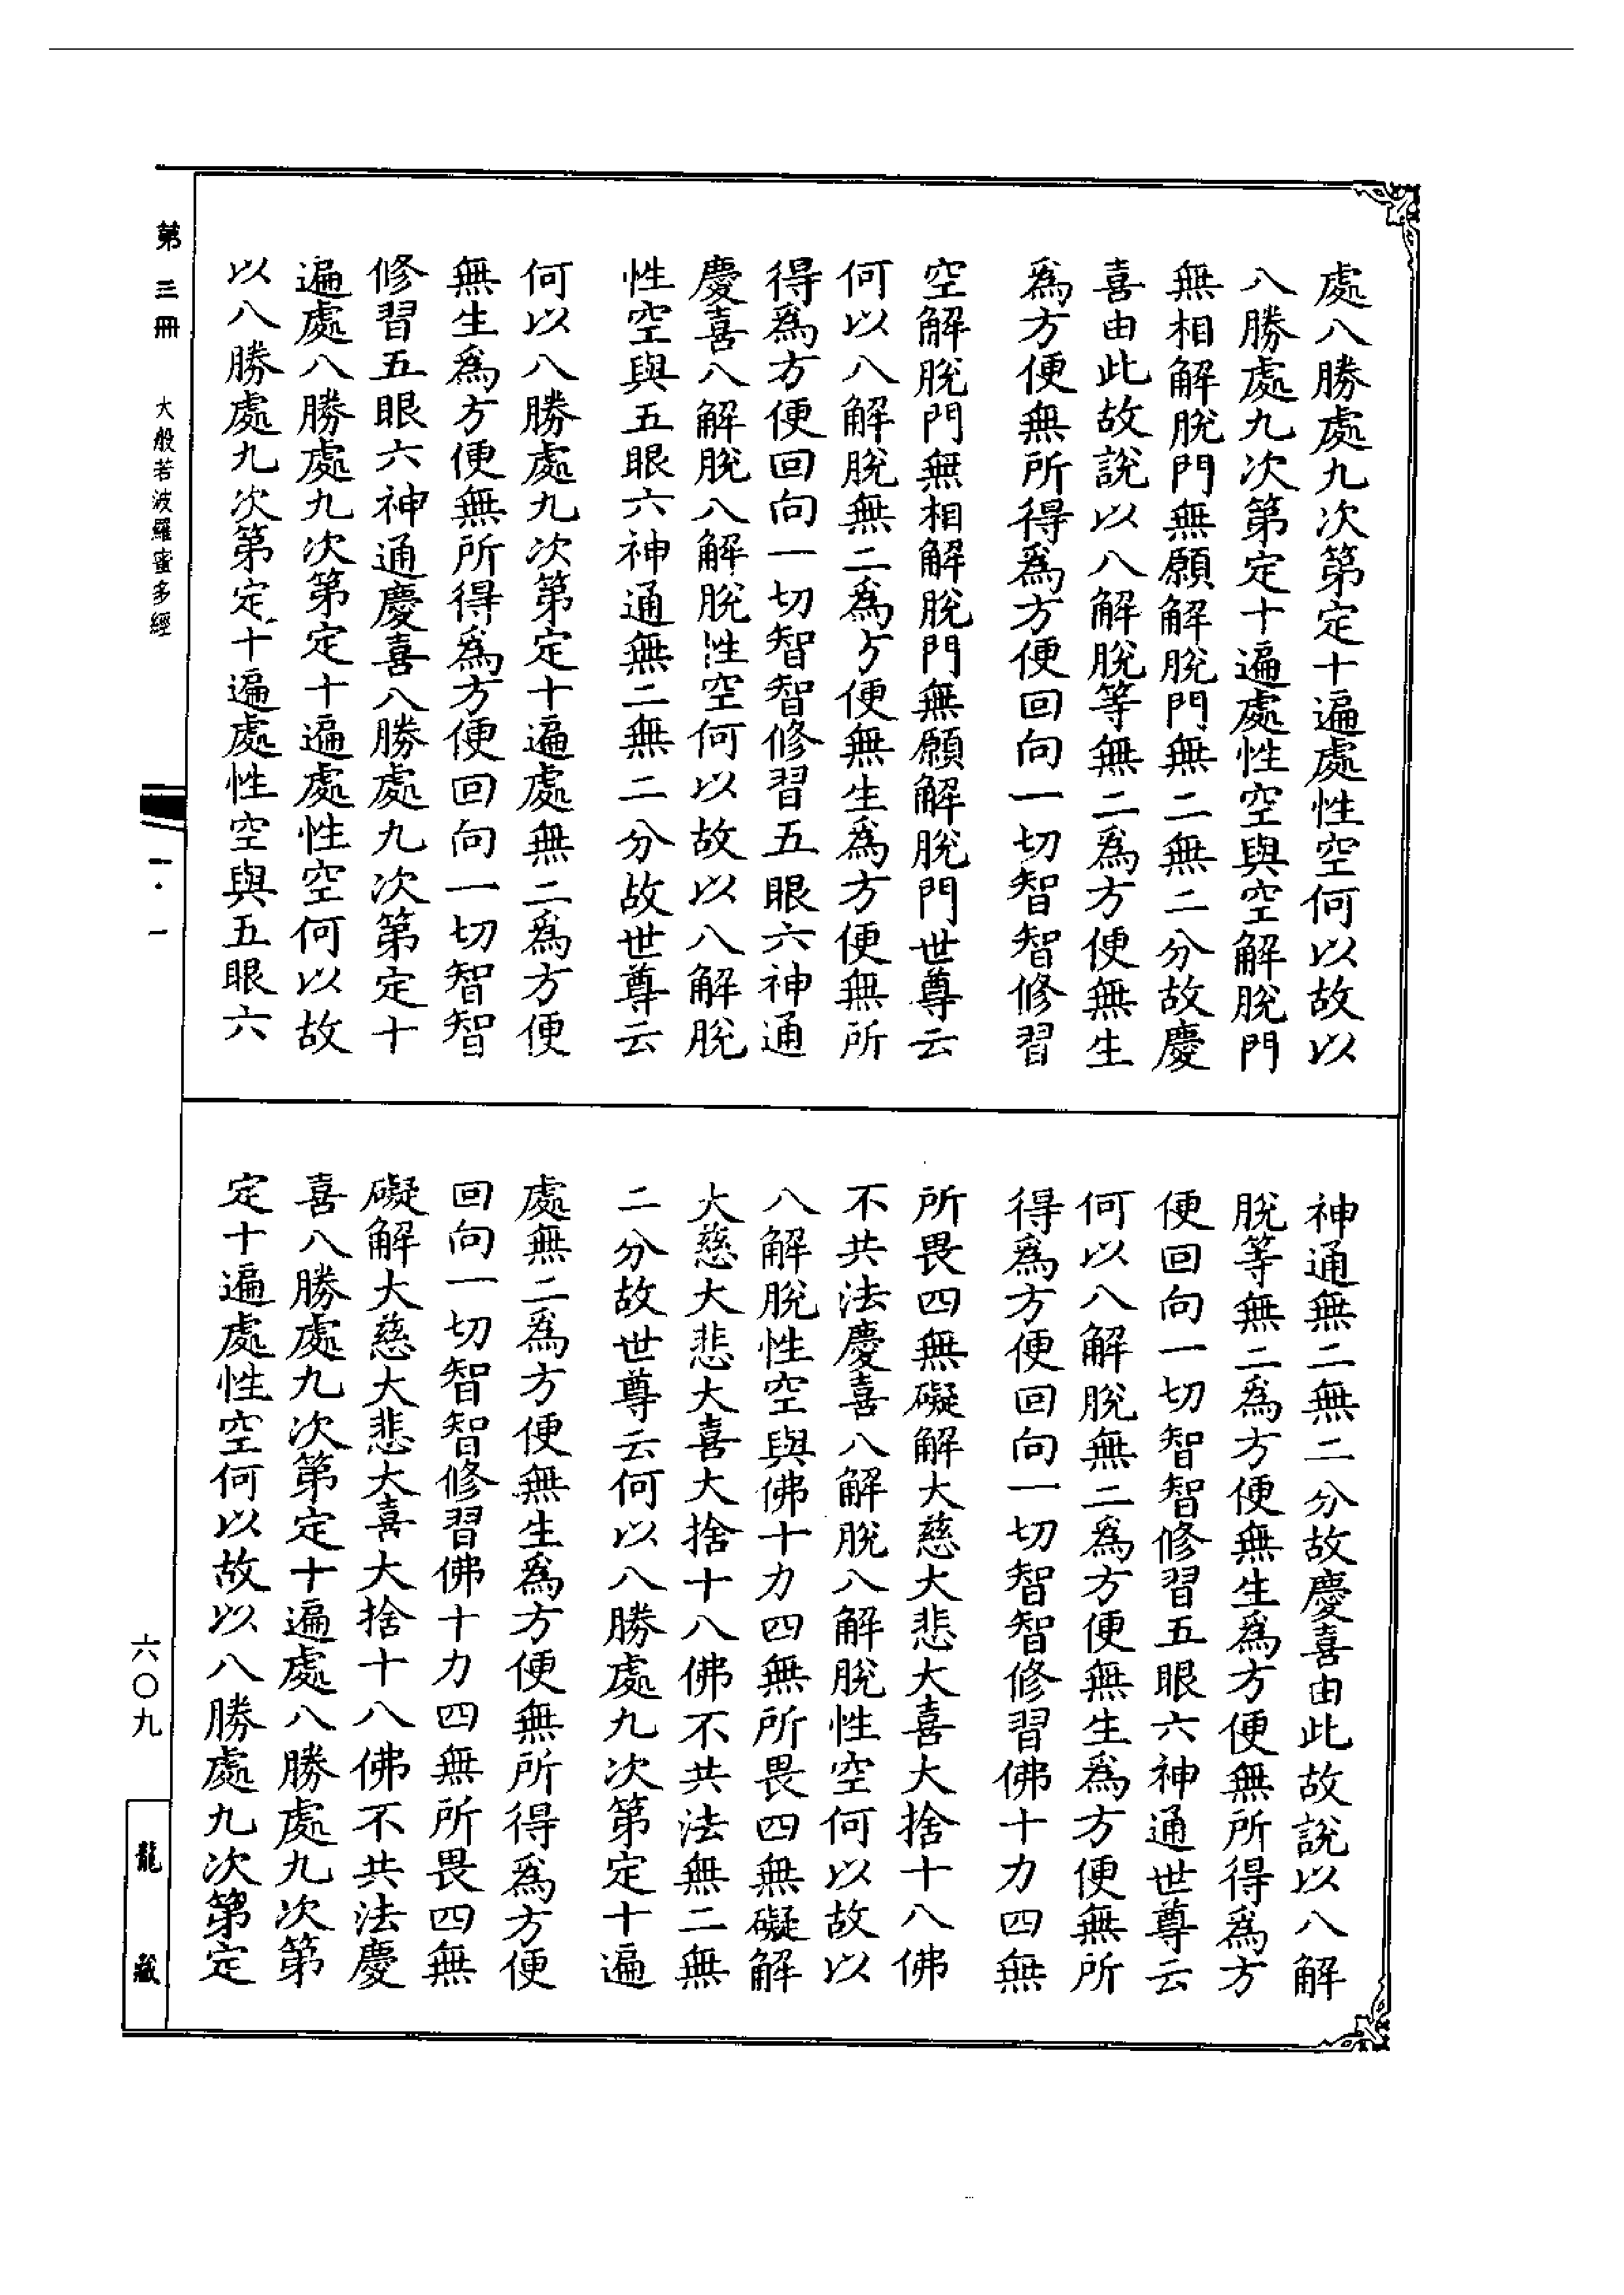 處八勝處九次第定十遍處性空何以故以
八勝處九次第定十遍處性空與空解脫門
無相解脫門無願解脫門無二無二分故慶
喜由此故說以八解脫等無二爲方便無生
爲方便無所得爲方便回向一切智智修習
空解脫門無相解脫門無願解脫門世尊云
何以八解脫無二爲方便無生爲方便無所
得爲方便回向一切智智修習五眼六神通
慶喜八解脫八解脫性空何以故以八解脫
性空與五眼六神通無二無二分故世尊云
何以八勝處九次第定十遍處無二爲方便
無生爲方便無所得爲方便回向一切智智
修習五眼六神通慶喜八勝處九次第定十
遍處八勝處九次第定十遍處性空何以故
以八勝處九次第定十遍處性空與五眼六
神通無二無二分故慶喜由此故說以八解
脫等無二爲方便無生爲方便無所得爲方
便回向一切智智修習五眼六神通世尊云
何以八解脫無二爲方便無生爲方便無所
得爲方便回向一切智智修習佛十力四無
所畏四無礙解大慈大悲大喜大捨十八佛
不共法慶喜八解脫八解脫性空何以故以
八解脫性空與佛十力四無所畏四無礙解
大慈大悲大喜大捨十八佛不共法無二無
二分故世尊云何以八勝處九次第定十遍
處無二爲方便無生爲方便無所得爲方便
回向一切智智修習佛十力四無所畏四無
礙解大慈大悲大喜大捨十八佛不共法慶
喜八勝處九次第定十遍處八勝處九次第
定十遍處性空何以故以八勝處九次第定
第三冊 大般若波羅蜜多經 一·一
六〇九
龍藏